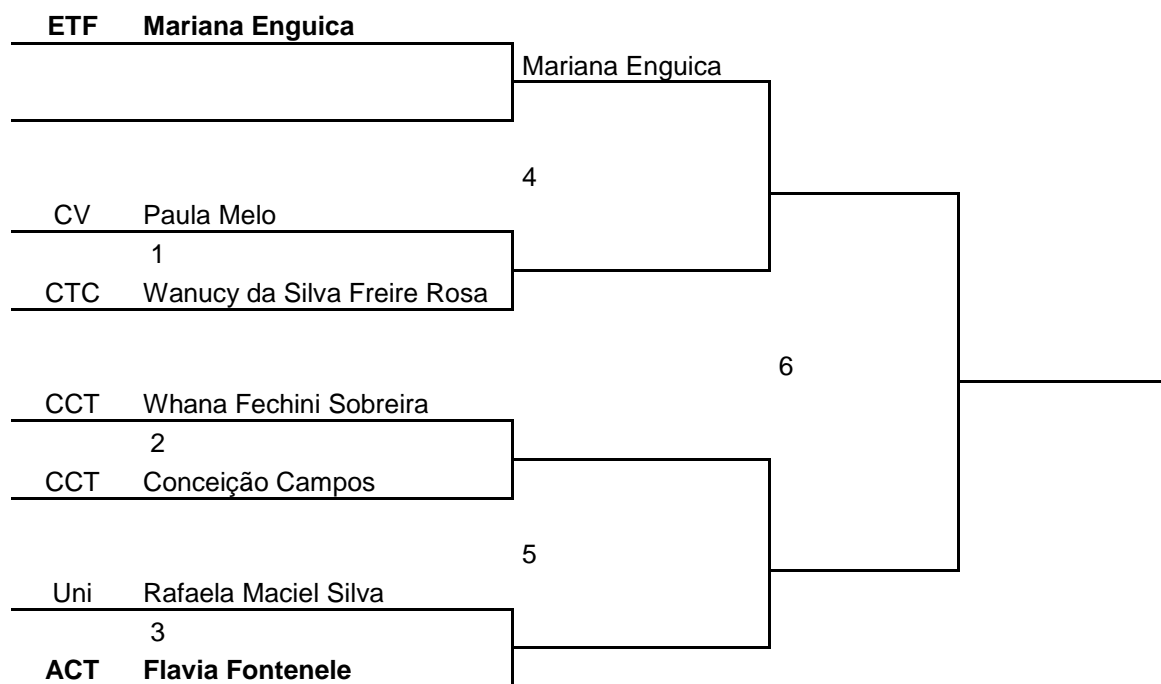 ETF Mariana Enguica
Mariana Enguica
4
CV Paula Melo
1
CTC Wanucy da Silva Freire Rosa
6
CCT Whana Fechini Sobreira
2
CCT Conceição Campos
5
Uni Rafaela Maciel Silva
3
ACT Flavia Fontenele